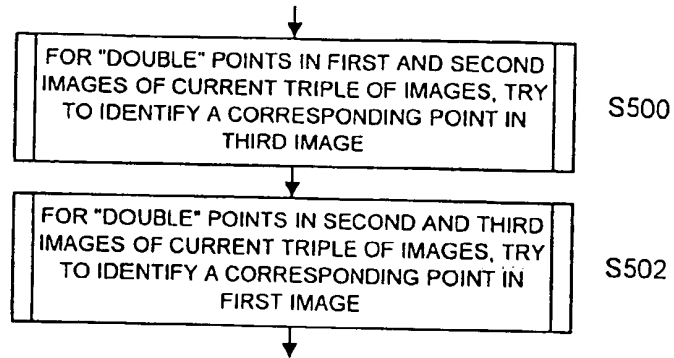 FOR "DOUBLE" POINTS IN FIRST AND SECOND
IMAGES OF CURRENT TRIPLE OF IMAGES, TRY
TO IDENTIFY A CORRESPONDING POINT IN
THIRD IMAGE
S500
FOR "DOUBLE" POINTS IN SECOND AND THIRD
IMAGES OF CURRENT TRIPLE OF IMAGES, TRY
TO IDENTIFY A CORRESPONDING POINT IN
FIRST IMAGE
S502